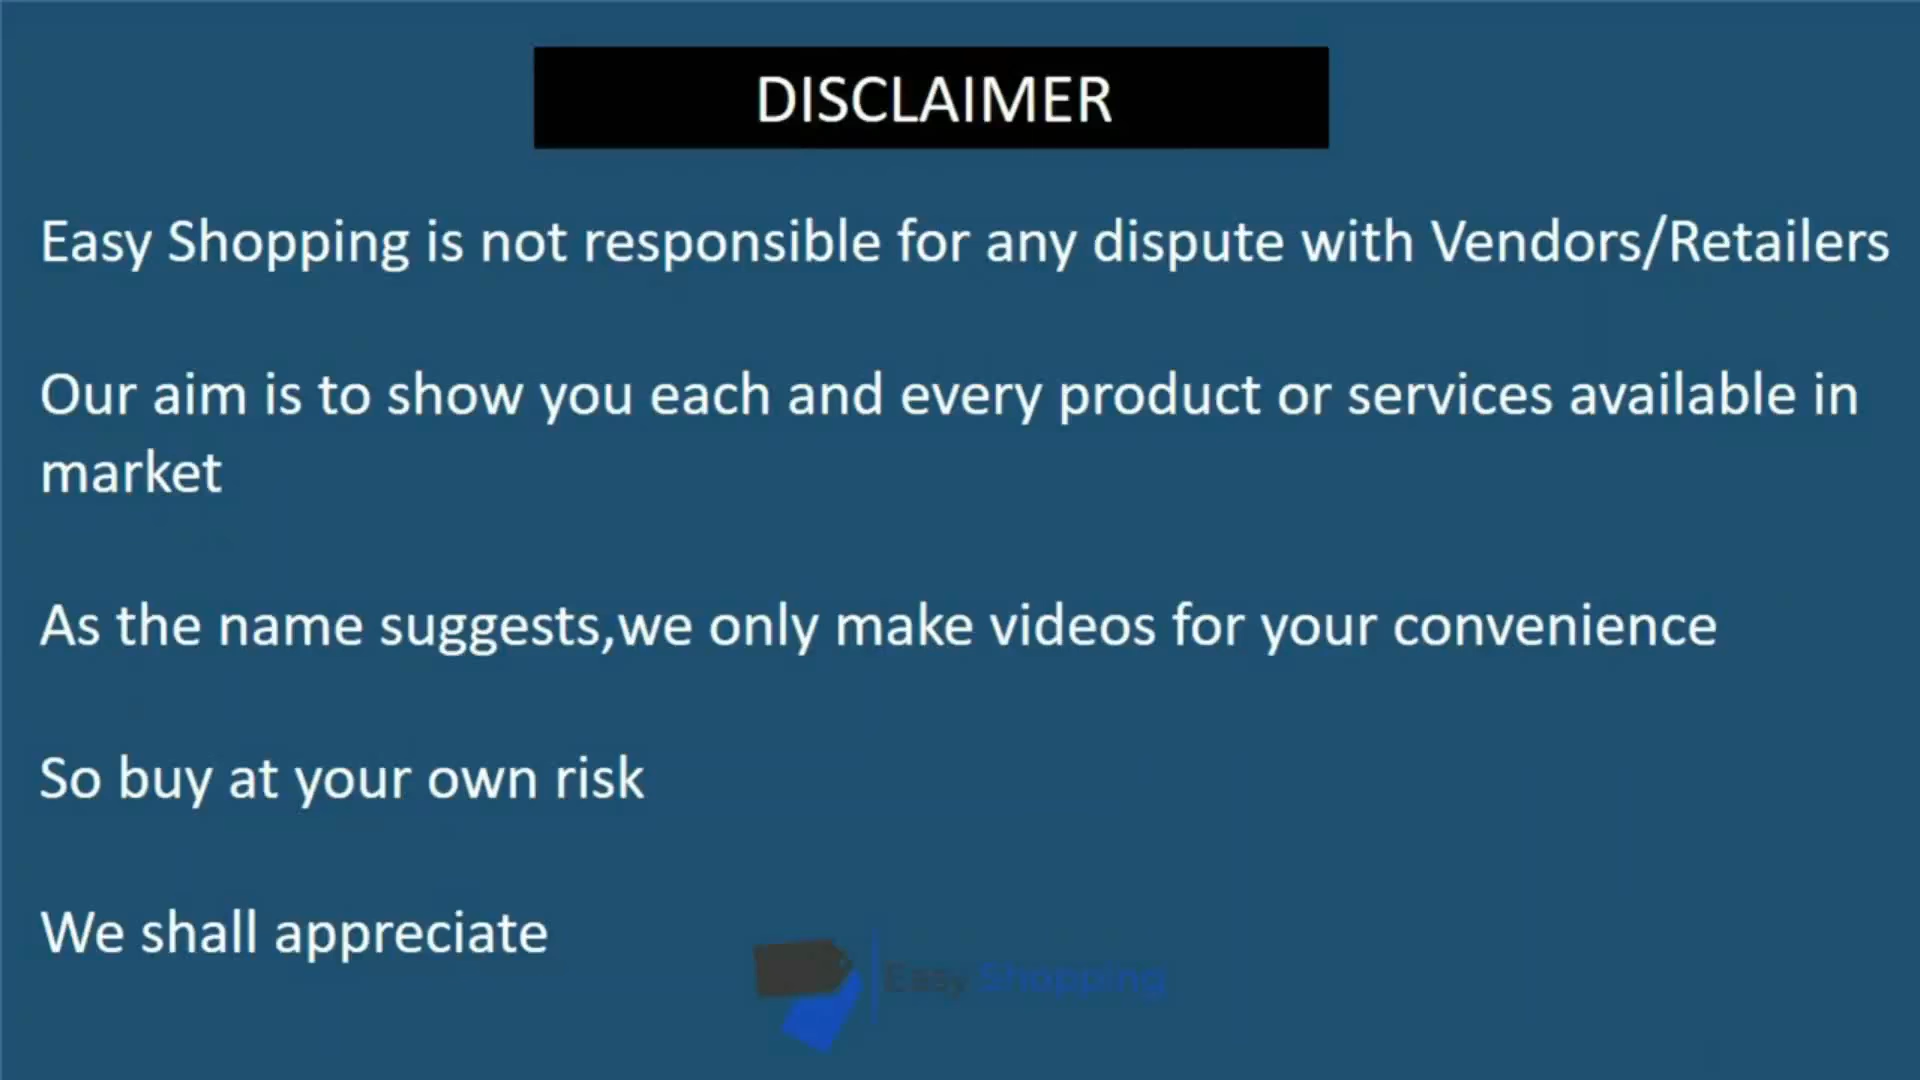 DISCLAIMER
Easy Shopping is not responsible for any dispute with Vendors/Retailers
Our aim is to show you each and every product or services available in
market
As the name suggests,we only make videos for your convenience
So buy at your own risk
We shall appreciate
Easy Shopping